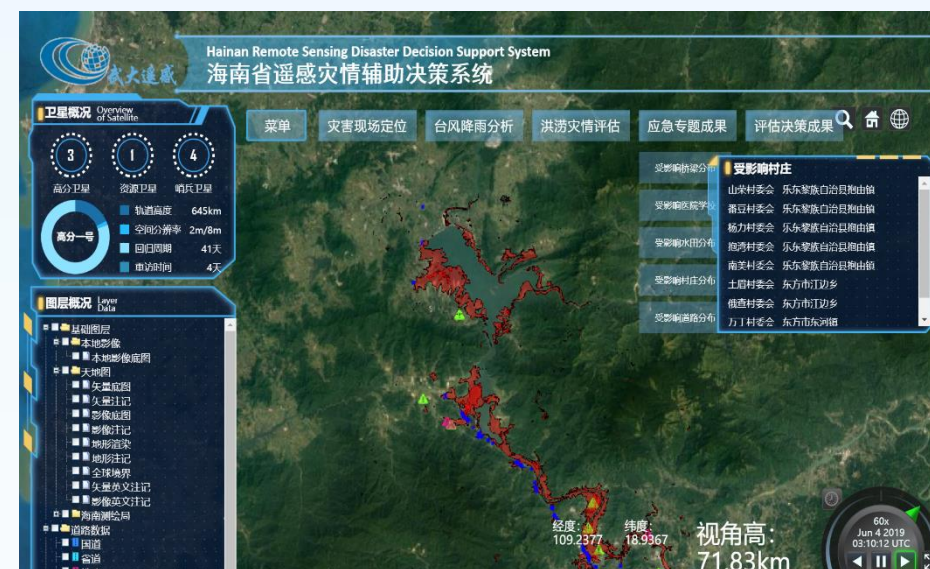 Hainan Remote Sensing Disaster Decision Support System
海南省遥感灾情辅助决策系统
武大遥感
菜单 灾害现场定位 台风降雨分析 洪涝灾情评估 应急专题成果 评估决策成果
卫星概况 Overview of Satellite
3 1 4
高分卫星 资源卫星 哨兵卫星
高分一号
轨道高度 645km
空间分辨率 2m/8m
回归周期 41天
重访时间 4天
图层概况 Layer Data
基础图层
本地影像
本地影像底图
天地图
矢量底图
矢量注记
影像底图
影像注记
地形渲染
地形注记
全球境界
矢量英文注记
影像英文注记
海南测绘局
道路数据
国道
省道
受影响桥梁分布
受影响医院学校
受影响水田分布
受影响村庄分布
受影响道路分布
受影响村庄
山荣村委会 乐东黎族自治县抱由镇
番豆村委会 乐东黎族自治县抱由镇
杨力村委会 乐东黎族自治县抱由镇
抱湾村委会 乐东黎族自治县抱由镇
南美村委会 乐东黎族自治县抱由镇
土眉村委会 东方市江边乡
俄查村委会 东方市江边乡
万丁村委会 东方市东河镇
经度: 109.2377
纬度: 18.9367
视角高:
71.83km
60x
Jun 4 2019
03:10:12 UTC